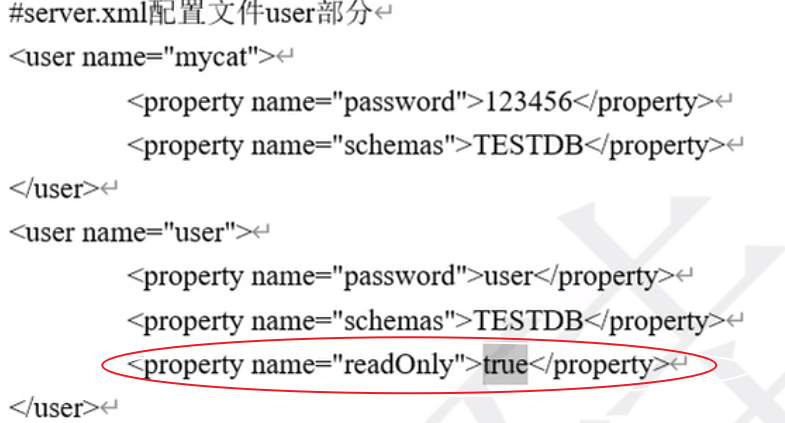 #server.xml配置文件user部分↵
<user name="mycat">↵
<property name="password">123456</property>↵
<property name="schemas">TESTDB</property>↵
</user>↵
<user name="user">↵
<property name="password">user</property>↵
<property name="schemas">TESTDB</property>↵
<property name="readOnly">true</property>↵
</user>↵